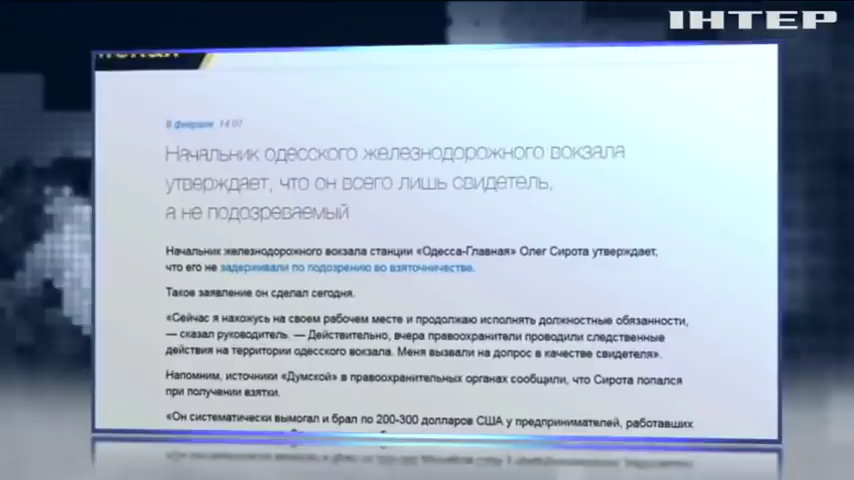 ІНТЕР
8 февраля 14:07
Начальник одесского железнодорожного вокзала
утверждает, что он всего лишь свидетель,
а не подозреваемый
Начальник железнодорожного вокзала станции «Одесса-Главная» Олег Сирота утверждает,
что его не задерживали по подозрению во взяточничестве.
Такое заявление он сделал сегодня.
«Сейчас я нахожусь на своем рабочем месте и продолжаю исполнять должностные обязанности,
— сказал руководитель. — Действительно, вчера правоохранители проводили следственные
действия на территории одесского вокзала. Меня вызвали на допрос в качестве свидетеля».
Напомним, источники «Думской» в правоохранительных органах сообщили, что Сирота попался
при получении взятки.
«Он систематически вымогал и брал по 200-300 долларов США у предпринимателей, работавших